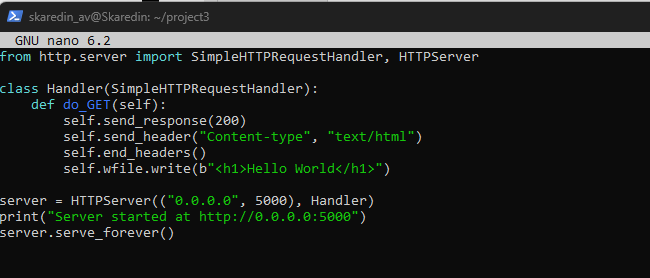 skaredin_av@Skaredin: ~/project3
GNU nano 6.2
from http.server import SimpleHTTPRequestHandler, HTTPServer
class Handler(SimpleHTTPRequestHandler):
    def do_GET(self):
        self.send_response(200)
        self.send_header("Content-type", "text/html")
        self.end_headers()
        self.wfile.write(b"<h1>Hello World</h1>")
server = HTTPServer(("0.0.0.0", 5000), Handler)
print("Server started at http://0.0.0.0:5000")
server.serve_forever()